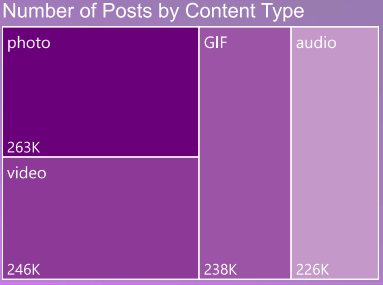 Number of Posts by Content Type
photo
263K
video
246K
GIF
238K
audio
226K